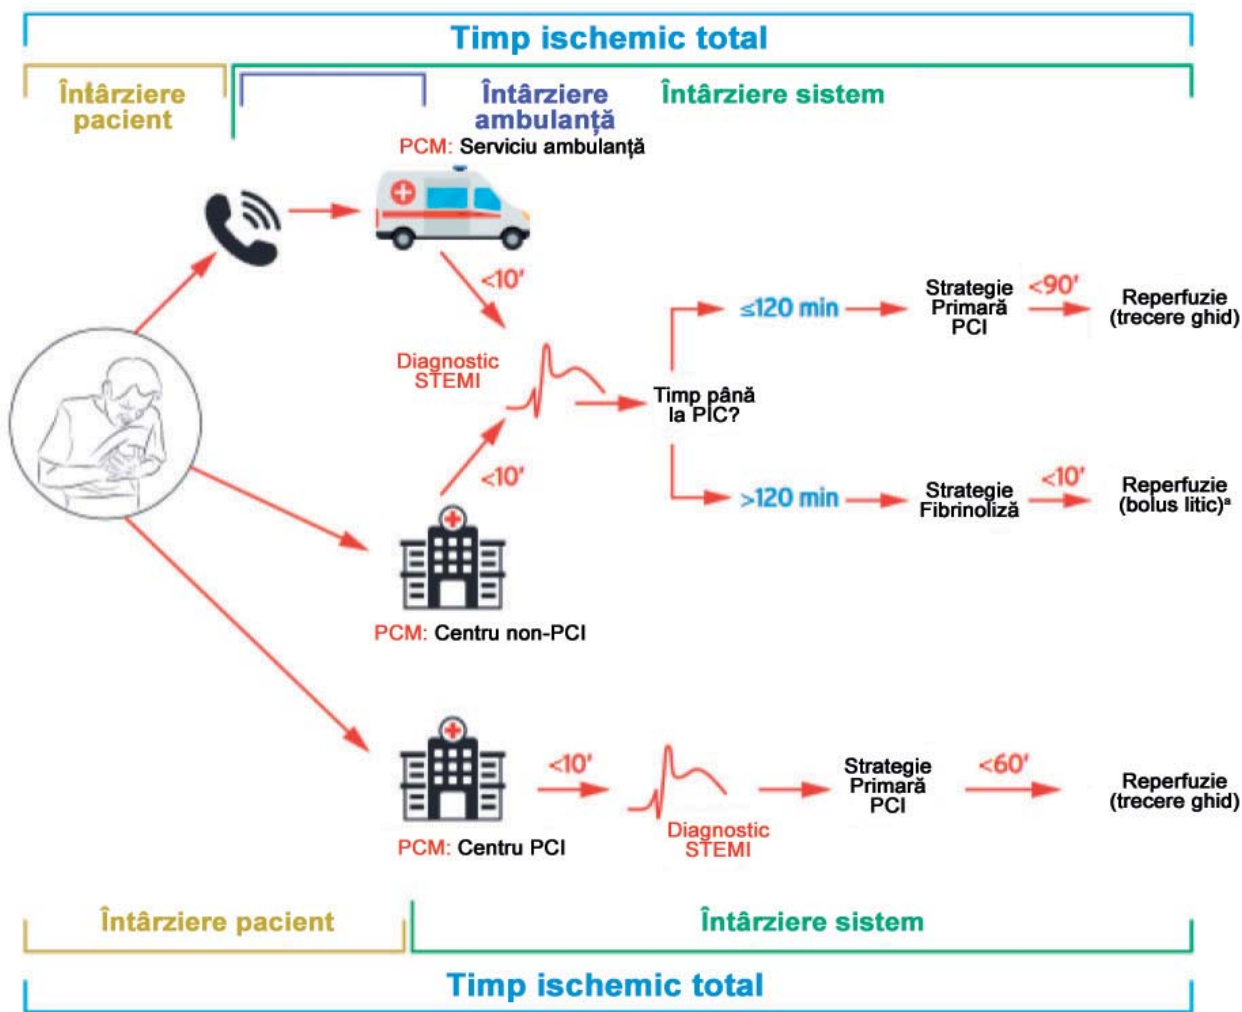 Timp ischemic total
Întârziere
pacient
Întârziere
ambulanță
Întârziere sistem
PCM: Serviciu ambulanță
<10'
Diagnostic
STEMI
<10'
Timp până
la PIC?
≤120 min
Strategie
Primară
PCI
<90'
Reperfuzie
(trecere ghid)
>120 min
Strategie
Fibrinoliză
<10'
Reperfuzie
(bolus litic)ª
PCM: Centru non-PCI
PCM: Centru PCI
<10'
Diagnostic
STEMI
Strategie
Primară
PCI
<60'
Reperfuzie
(trecere ghid)
Întârziere pacient
Întârziere sistem
Timp ischemic total